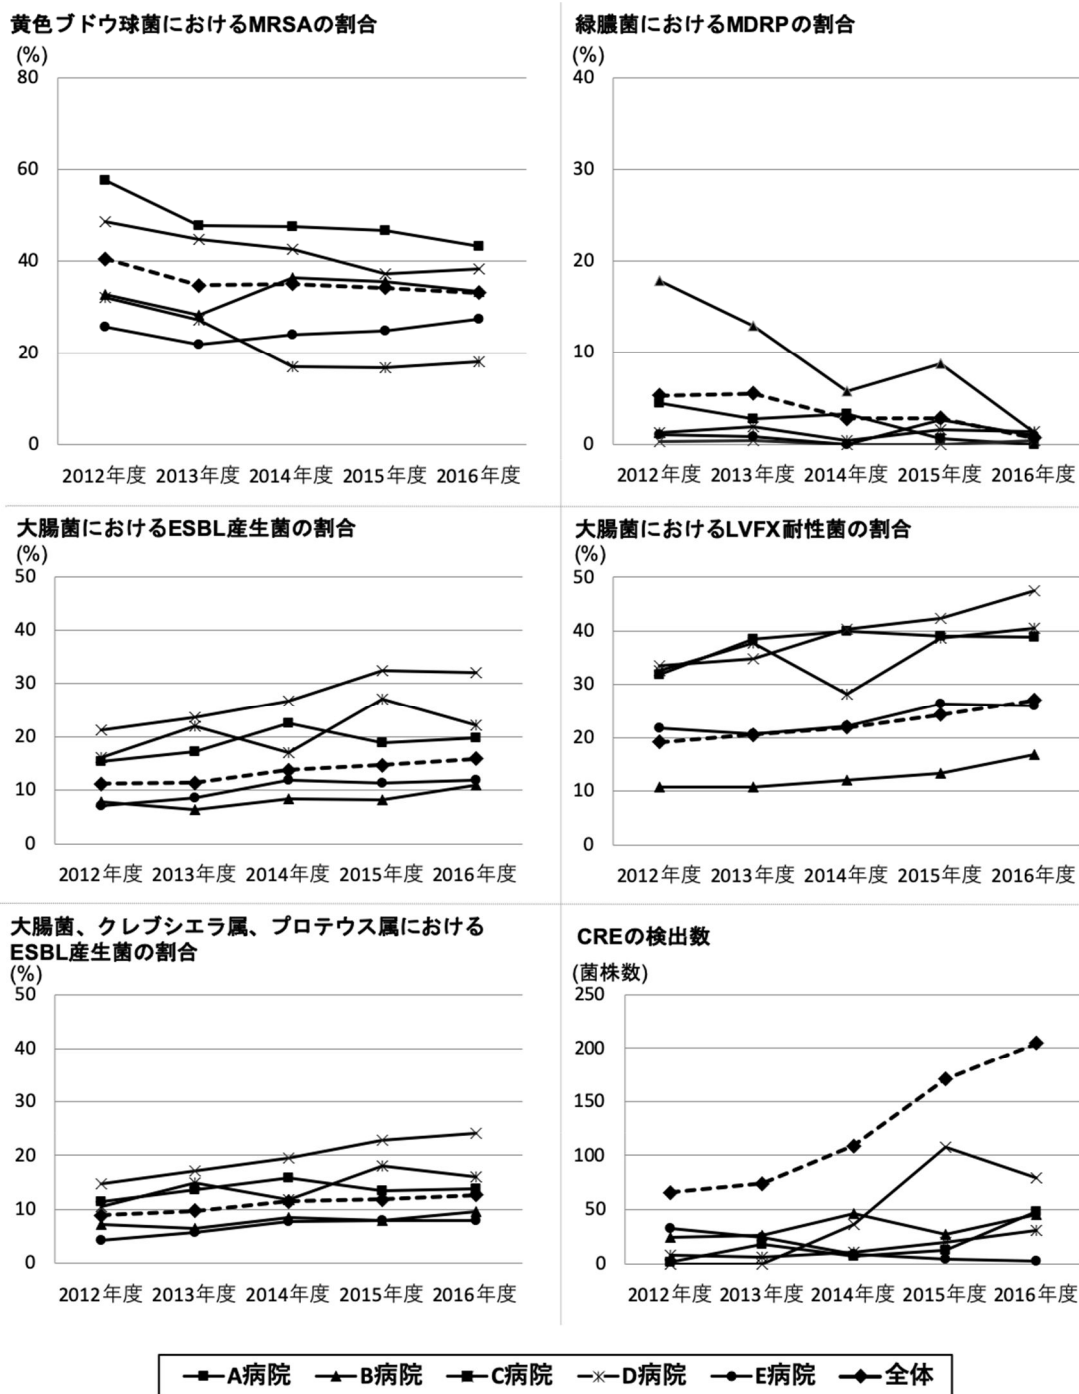 黄色ブドウ球菌におけるMRSAの割合
(%)
80
60
40
20
0
2012年度 2013年度 2014年度 2015年度 2016年度
緑膿菌におけるMDRPの割合
(%)
40
30
20
10
0
2012年度 2013年度 2014年度 2015年度 2016年度
大腸菌におけるESBL産生菌の割合
(%)
50
40
30
20
10
0
2012年度 2013年度 2014年度 2015年度 2016年度
大腸菌におけるLVFX耐性菌の割合
(%)
50
40
30
20
10
0
2012年度 2013年度 2014年度 2015年度 2016年度
大腸菌、クレブシエラ属、プロテウス属における
ESBL産生菌の割合
(%)
50
40
30
20
10
0
2012年度 2013年度 2014年度 2015年度 2016年度
CREの検出数
(菌株数)
250
200
150
100
50
0
2012年度 2013年度 2014年度 2015年度 2016年度
A病院 B病院 C病院 D病院 E病院 全体